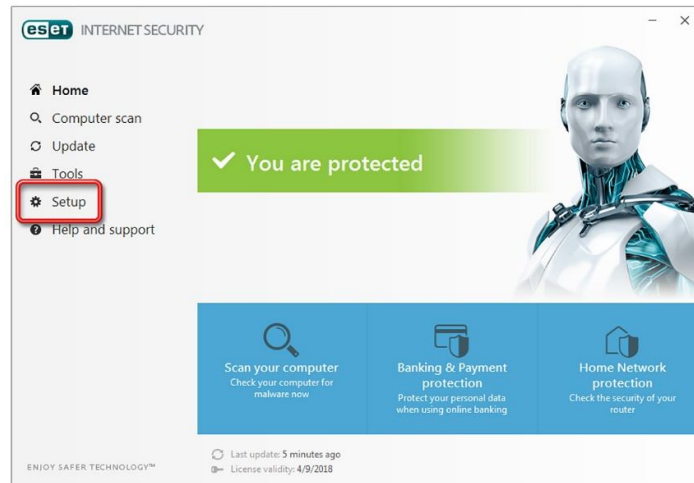 eset INTERNET SECURITY
Home
Computer scan
Update
Tools
Setup
Help and support
You are protected
Scan your computer
Check your computer for
malware now
Banking & Payment
protection
Protect your personal data
when using online banking
Home Network
protection
Check the security of your
router
Last update: 5 minutes ago
License validity: 4/9/2018
ENJOY SAFER TECHNOLOGY™